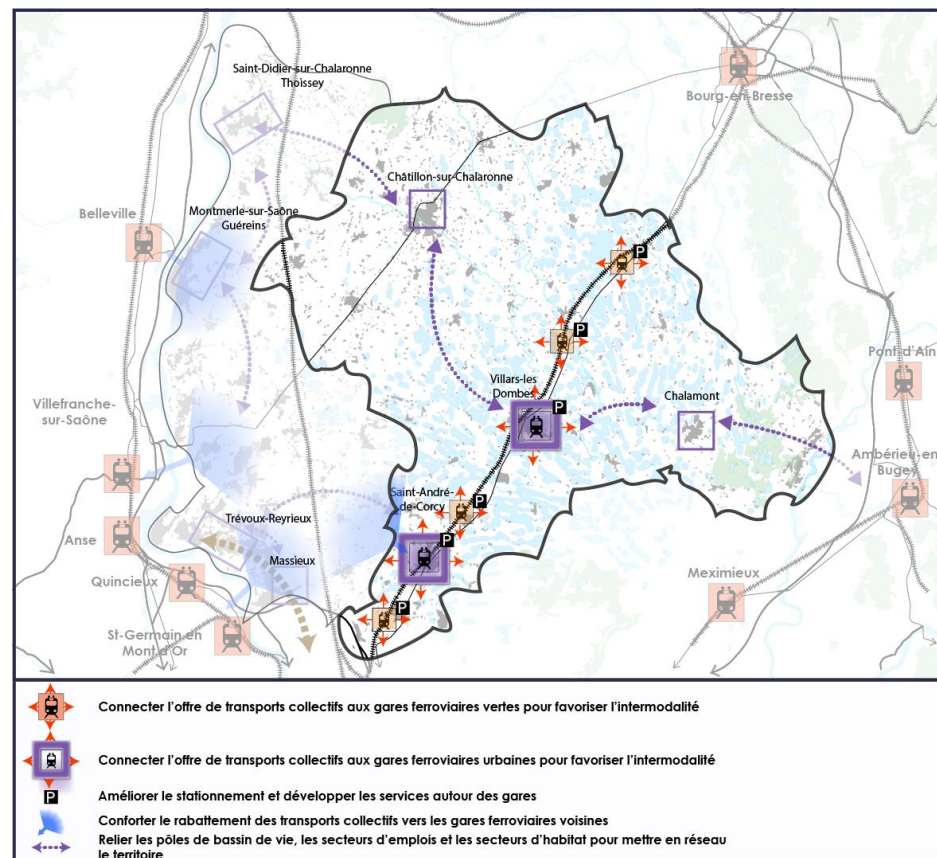 Saint-Didier-sur-Chalaronne
Thoissey
Bourg-en-Bresse
Châtillon-sur-Chalaronne
Belleville
Montmerle-sur-Saône
Guéreins
P
P
Pont d'Ain
Villars-les
Dombes
Chalamont
P
Villefranche-
sur-Saône
Ambérieu-en
Bugey
Saint-André-
de-Corcy
P
Trévoux-Reyrieux
Anse
P
Massieux
Quincieux
Meximieux
P
St-Germain en
Mont d'Or
Connecter l'offre de transports collectifs aux gares ferroviaires vertes pour favoriser l'intermodalité
Connecter l'offre de transports collectifs aux gares ferroviaires urbaines pour favoriser l'intermodalité
P Améliorer le stationnement et développer les services autour des gares
Conforter le rabattement des transports collectifs vers les gares ferroviaires voisines
Relier les pôles de bassin de vie, les secteurs d'emplois et les secteurs d'habitat pour mettre en réseau
le territoire